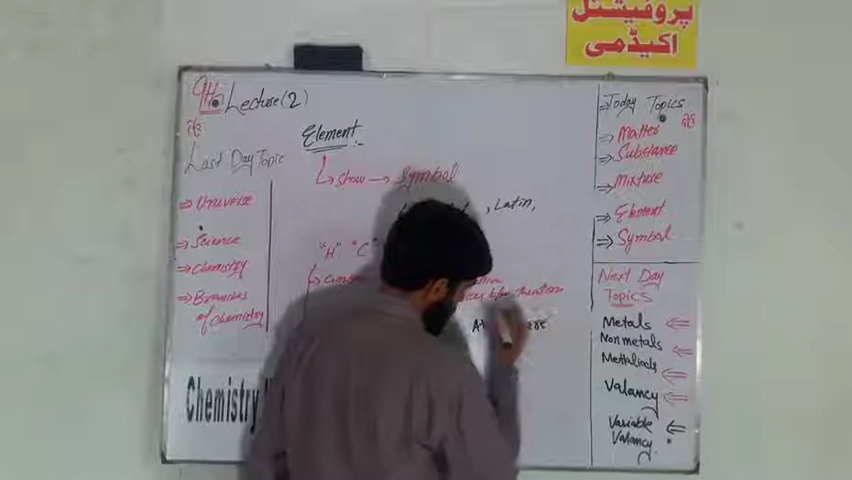 پروفیشنل
اکیڈمی
9th Lecture (2)
Element :-
Last Day Topic
⇒ Universe
⇒ Science
⇒ Chemistry
⇒ Branches
of Chemistry
↳ show → Symbol
, Latin,
"H" "C"
Chemistry
⇒ Today Topics
⇒ Matter
⇒ Substance
⇒ Mixture
⇒ Element
⇒ Symbol
Next Day
Topics
Metals ⇐
Non metals ⇐
Mettaloids ⇐
Valancy ⇐
Variable ⇐
Valancy